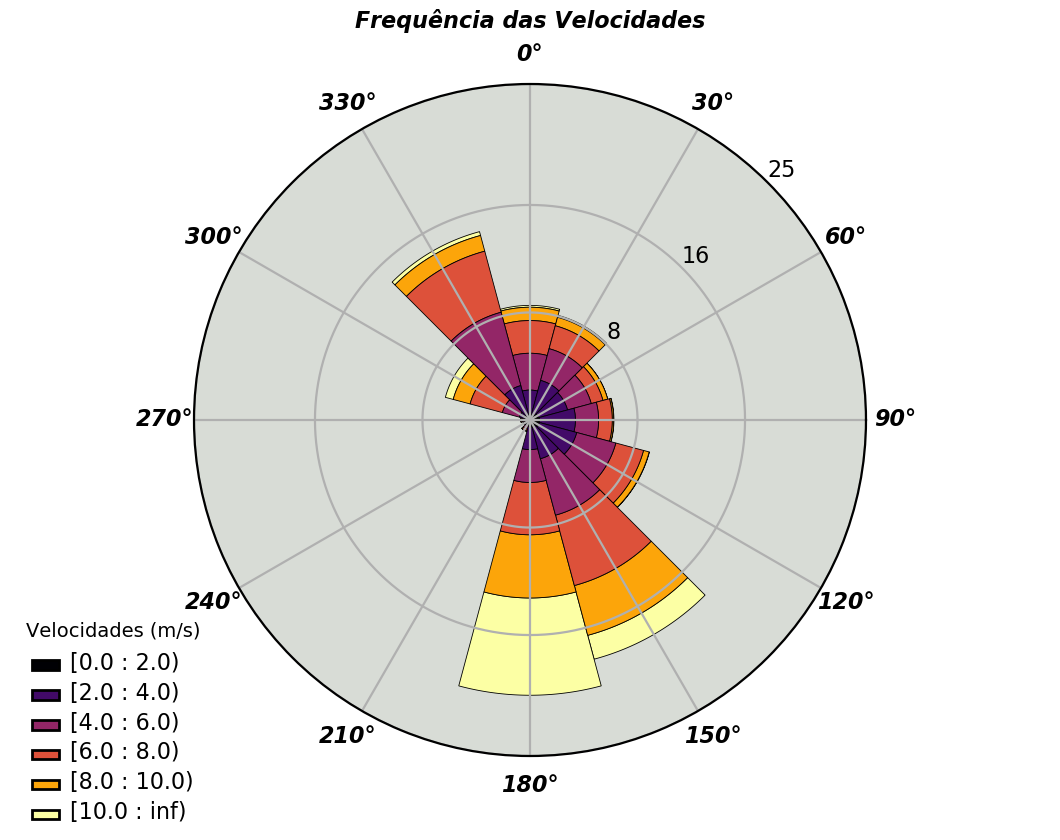 Frequência das Velocidades
0°
330°
30°
25
300°
60°
16
8
270°
90°
240°
120°
210°
150°
180°
Velocidades (m/s)
[0.0 : 2.0)
[2.0 : 4.0)
[4.0 : 6.0)
[6.0 : 8.0)
[8.0 : 10.0)
[10.0 : inf)